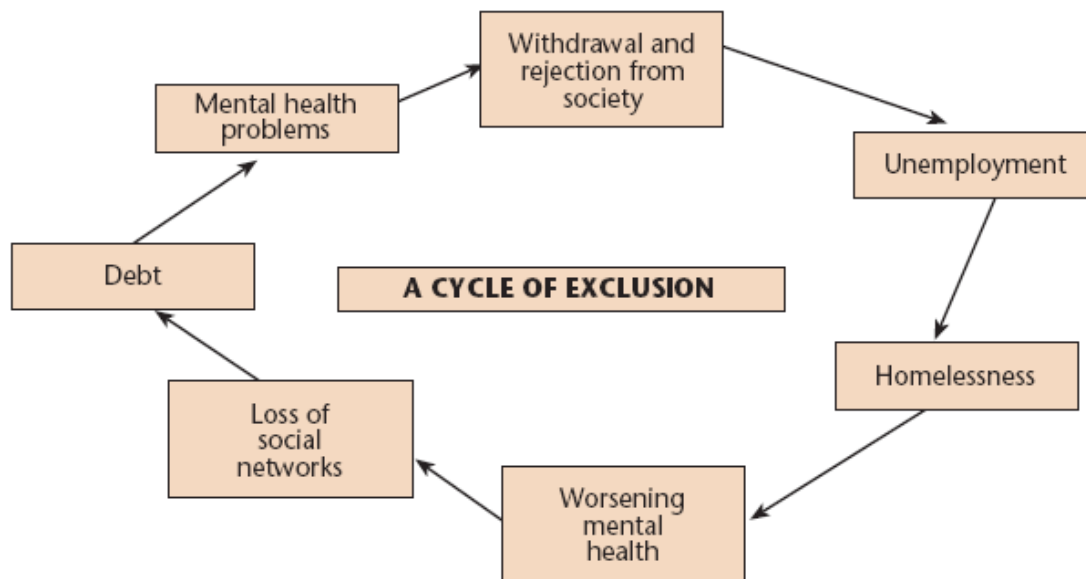 Withdrawal and
rejection from
society
Mental health
problems
Unemployment
Debt
A CYCLE OF EXCLUSION
Homelessness
Loss of
social
networks
Worsening
mental
health